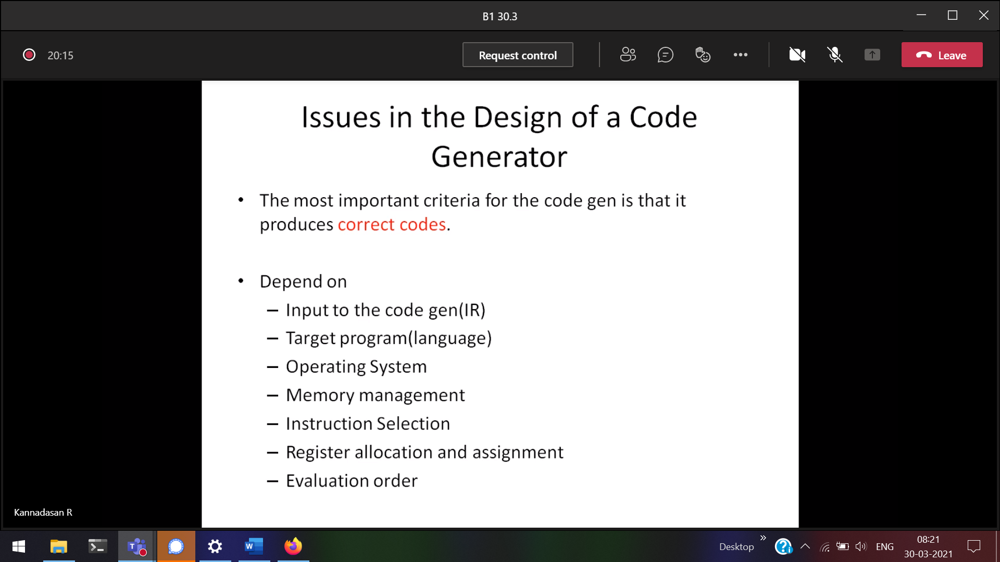 B1 30.3
20:15
Request control
Leave
Issues in the Design of a Code
Generator
• The most important criteria for the code gen is that it
produces correct codes.
• Depend on
– Input to the code gen(IR)
– Target program(language)
– Operating System
– Memory management
– Instruction Selection
– Register allocation and assignment
– Evaluation order
Kannadasan R
Desktop
ENG
08:21
30-03-2021